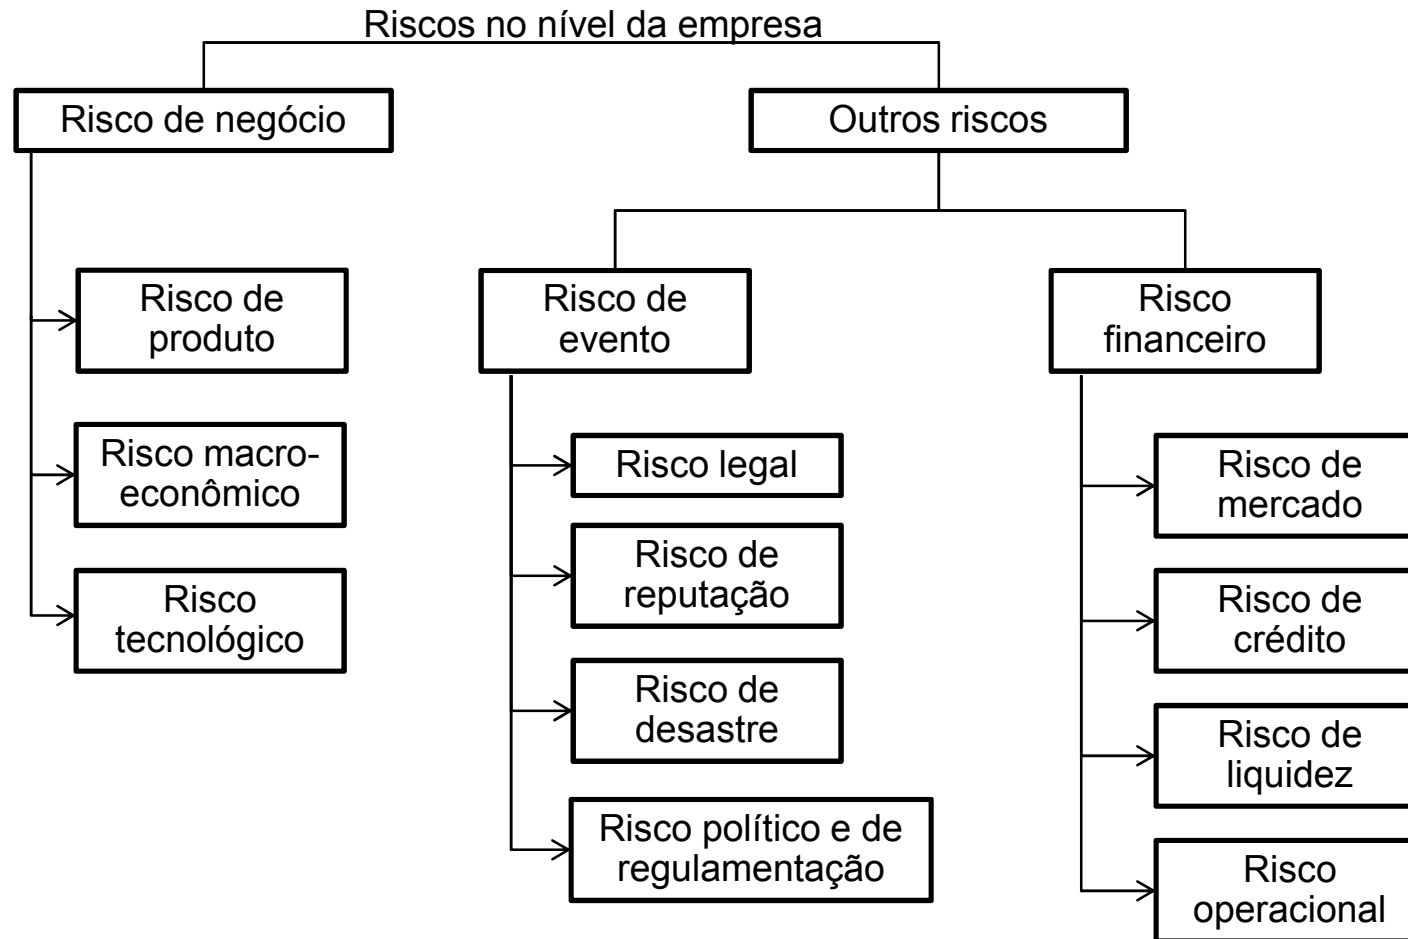 Riscos no nível da empresa
Risco de negócio
Outros riscos
Risco de
produto
Risco macro-
econômico
Risco
tecnológico
Risco de
evento
Risco legal
Risco de
reputação
Risco de
desastre
Risco político e de
regulamentação
Risco
financeiro
Risco de
mercado
Risco de
crédito
Risco de
liquidez
Risco
operacional